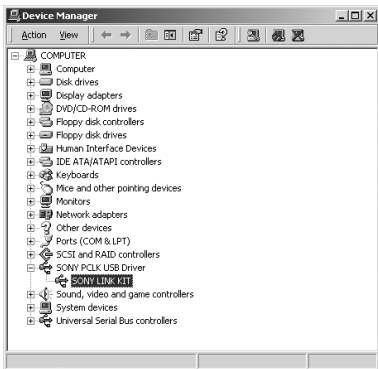 Device Manager
Action View
COMPUTER
Computer
Disk drives
Display adapters
DVD/CD-ROM drives
Floppy disk controllers
Floppy disk drives
Human Interface Devices
IDE ATA/ATAPI controllers
Keyboards
Mice and other pointing devices
Monitors
Network adapters
Other devices
Ports (COM & LPT)
SCSI and RAID controllers
SONY PCLK USB Driver
SONY LINK KIT
Sound, video and game controllers
System devices
Universal Serial Bus controllers